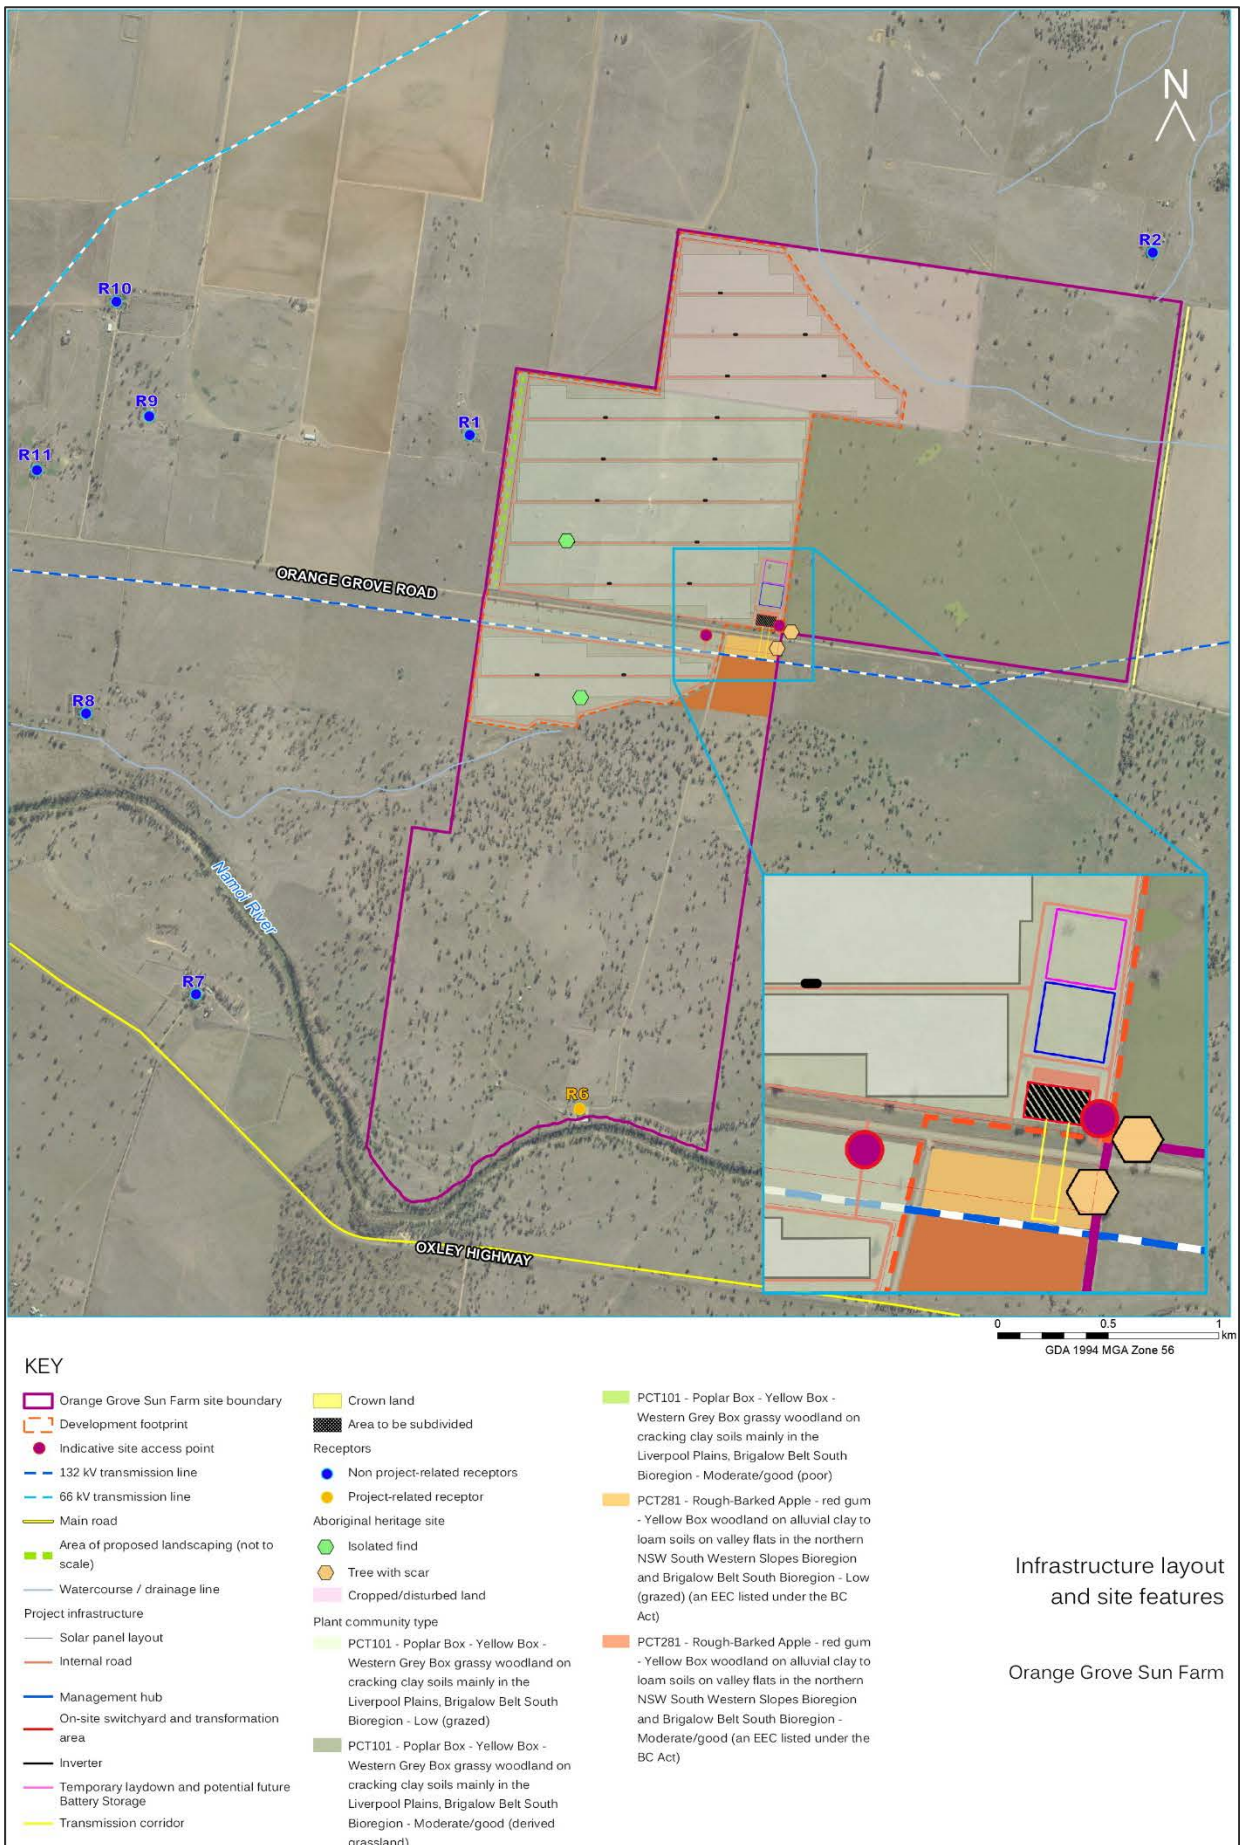 N
R2
R10
R9
R1
R11
ORANGE GROVE ROAD
R8
Namoi River
R7
R6
OXLEY HIGHWAY
0 0.5 1
km
GDA 1994 MGA Zone 56
KEY
Orange Grove Sun Farm site boundary
Development footprint
Indicative site access point
132 kV transmission line
66 kV transmission line
Main road
Area of proposed landscaping (not to
scale)
Watercourse / drainage line
Project infrastructure
Solar panel layout
Internal road
Management hub
On-site switchyard and transformation
area
Inverter
Temporary laydown and potential future
Battery Storage
Transmission corridor
Crown land
Area to be subdivided
Receptors
Non project-related receptors
Project-related receptor
Aboriginal heritage site
Isolated find
Tree with scar
Cropped/disturbed land
Plant community type
PCT101 - Poplar Box - Yellow Box -
Western Grey Box grassy woodland on
cracking clay soils mainly in the
Liverpool Plains, Brigalow Belt South
Bioregion - Low (grazed)
PCT101 - Poplar Box - Yellow Box -
Western Grey Box grassy woodland on
cracking clay soils mainly in the
Liverpool Plains, Brigalow Belt South
Bioregion - Moderate/good (derived
grassland)
PCT101 - Poplar Box - Yellow Box -
Western Grey Box grassy woodland on
cracking clay soils mainly in the
Liverpool Plains, Brigalow Belt South
Bioregion - Moderate/good (poor)
PCT281 - Rough-Barked Apple - red gum
- Yellow Box woodland on alluvial clay to
loam soils on valley flats in the northern
NSW South Western Slopes Bioregion
and Brigalow Belt South Bioregion - Low
(grazed) (an EEC listed under the BC
Act)
PCT281 - Rough-Barked Apple - red gum
- Yellow Box woodland on alluvial clay to
loam soils on valley flats in the northern
NSW South Western Slopes Bioregion
and Brigalow Belt South Bioregion -
Moderate/good (an EEC listed under the
BC Act)
Infrastructure layout
and site features
Orange Grove Sun Farm